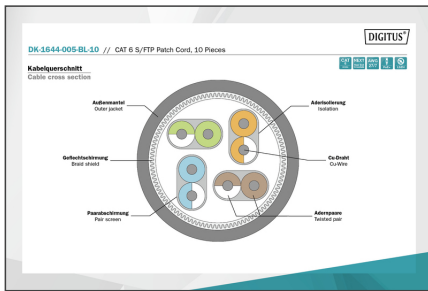 DIGITUS®
DK-1644-005-BL-10 // CAT 6 S/FTP Patch Cord, 10 Pieces
Kabelquerschnitt
Cable cross section
Außenmantel
Outer jacket
Aderisolierung
Isolation
Geflechtschirmung
Braid shield
Cu-Draht
Cu-Wire
Paarabschirmung
Pair screen
Adernpaare
Twisted pair